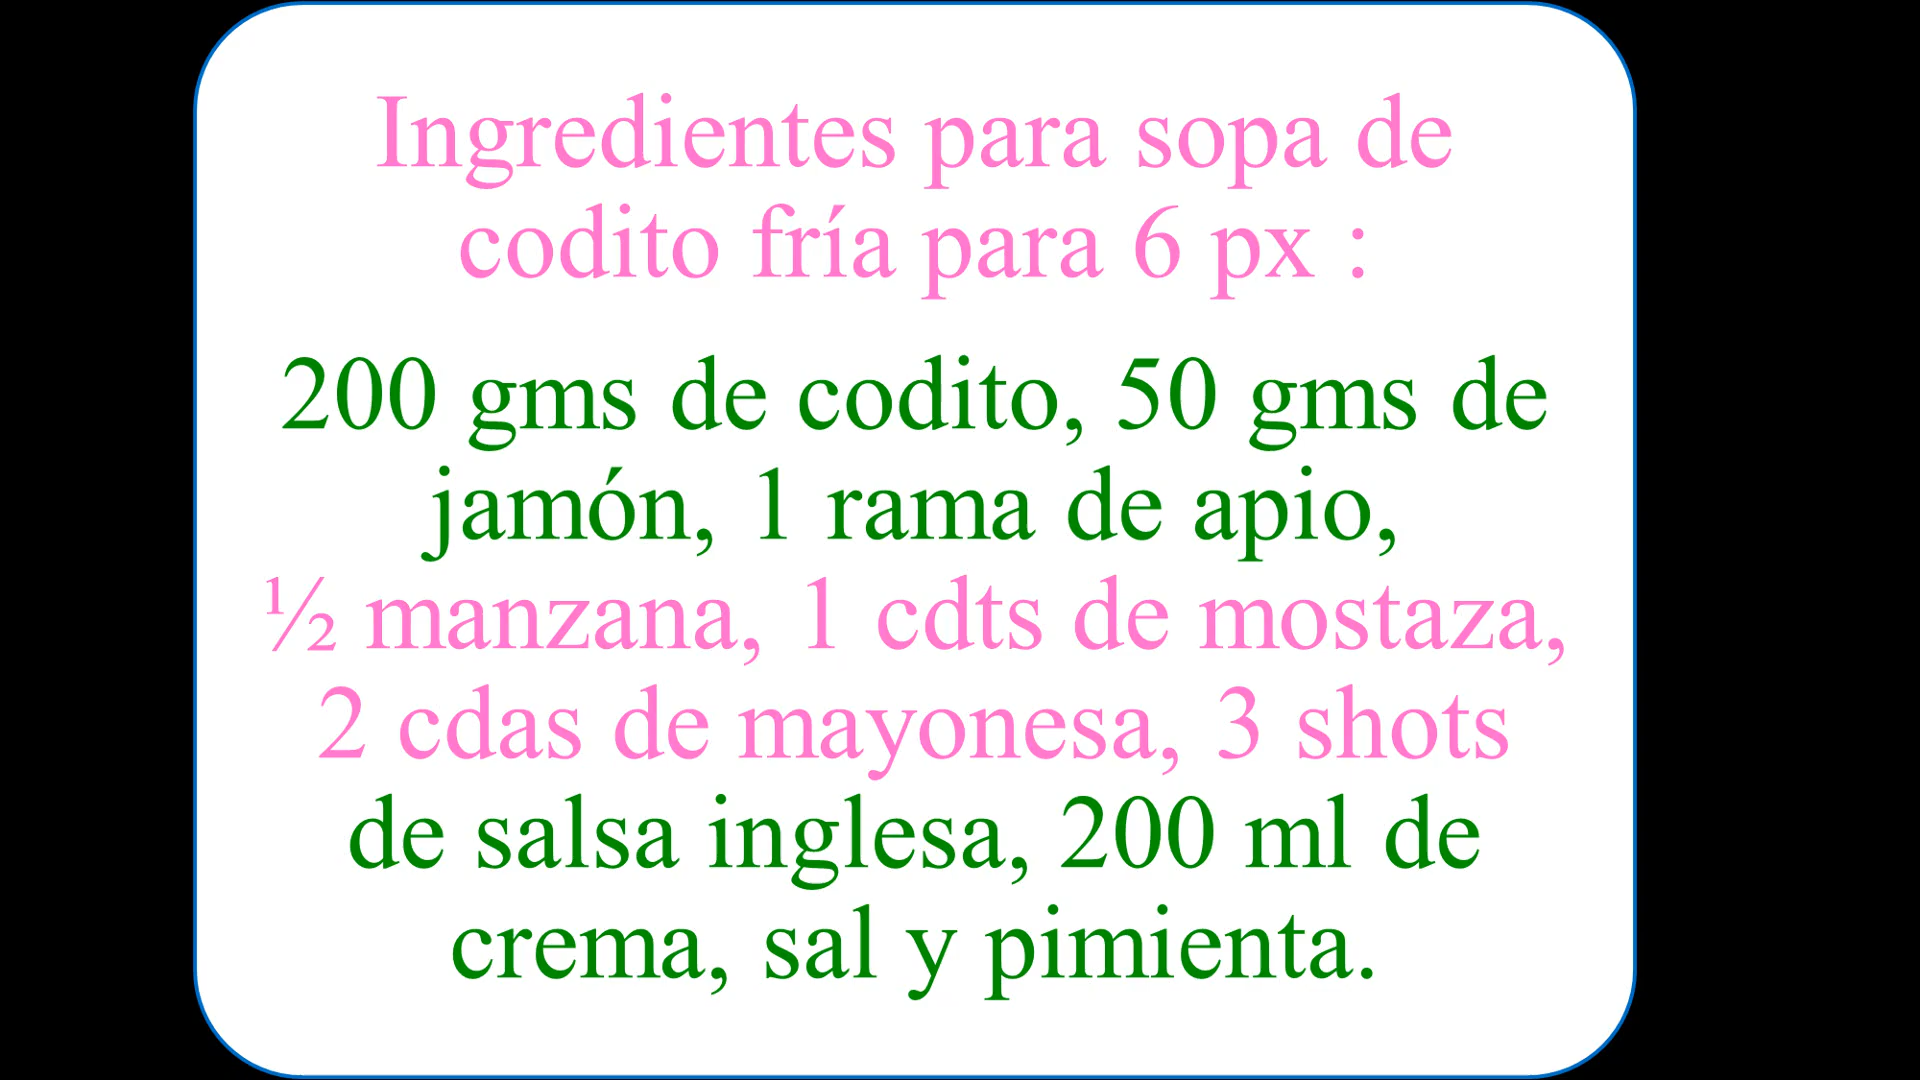 Ingredientes para sopa de
codito fría para 6 px :
200 gms de codito, 50 gms de
jamón, 1 rama de apio,
½ manzana, 1 cdts de mostaza,
2 cdas de mayonesa, 3 shots
de salsa inglesa, 200 ml de
crema, sal y pimienta.